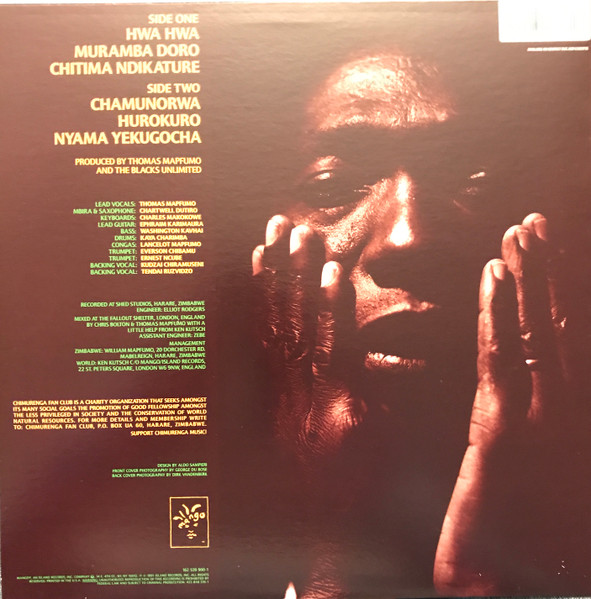 SIDE ONE
HWA HWA
MURAMBA DORO
CHITIMA NDIKATURE
SIDE TWO
CHAMUNORWA
HUROKURO
NYAMA YEKUGOCHA
PRODUCED BY THOMAS MAPFUMO
AND THE BLACKS UNLIMITED
LEAD VOCALS: THOMAS MAPFUMO
MBIRA & SAXOPHONE: CHARTWELL DUTIRO
KEYBOARDS: CHARLES MAKOKOWE
LEAD GUITAR: EPHRAIM KARIMAURA
BASS: WASHINGTON KAVHAI
DRUMS: KAVA CHARIMBA
CONGAS: LANCELOT MAPFUMO
TRUMPET: EVERSON CHIBAMU
TRUMPET: ERNEST NCUBE
BACKING VOCAL: KUDZAI CHIRAMUSENI
BACKING VOCAL: TENDAI RUZVIDZO
RECORDED AT SHED STUDIOS, HARARE, ZIMBABWE
ENGINEER: ELLIOT RODGERS
MIXED AT THE FALLOUT SHELTER, LONDON, ENGLAND
BY CHRIS BOLTON & THOMAS MAPFUMO WITH A
LITTLE HELP FROM KEN KUTSCH
ASSISTANT ENGINEER: ZEBE
MANAGEMENT
ZIMBABWE: WILLIAM MAPFUMO, 20 DORCHESTER RD.
MABELREIGN, HARARE, ZIMBABWE
WORLD: KEN KUTSCH C/O MANGO/ISLAND RECORDS,
22 ST. PETERS SQUARE, LONDON W6 9NW, ENGLAND
CHIMURENGA FAN CLUB IS A CHARITY ORGANIZATION THAT SEEKS AMONGST
ITS MANY SOCIAL GOALS THE PROMOTION OF GOOD FELLOWSHIP AMONGST
THE LESS PRIVILEGED IN SOCIETY AND THE CONSERVATION OF WORLD
NATURAL RESOURCES. FOR MORE DETAILS AND MEMBERSHIP WRITE
TO: CHIMURENGA FAN CLUB, P.O. BOX UA 60, HARARE, ZIMBABWE.
SUPPORT CHIMURENGA MUSIC!
DESIGN BY ALDO SAMPIERI
FRONT COVER PHOTOGRAPHY BY GEORGE DU BOSE
BACK COVER PHOTOGRAPHY BY DIRK VANDENBERK
mango